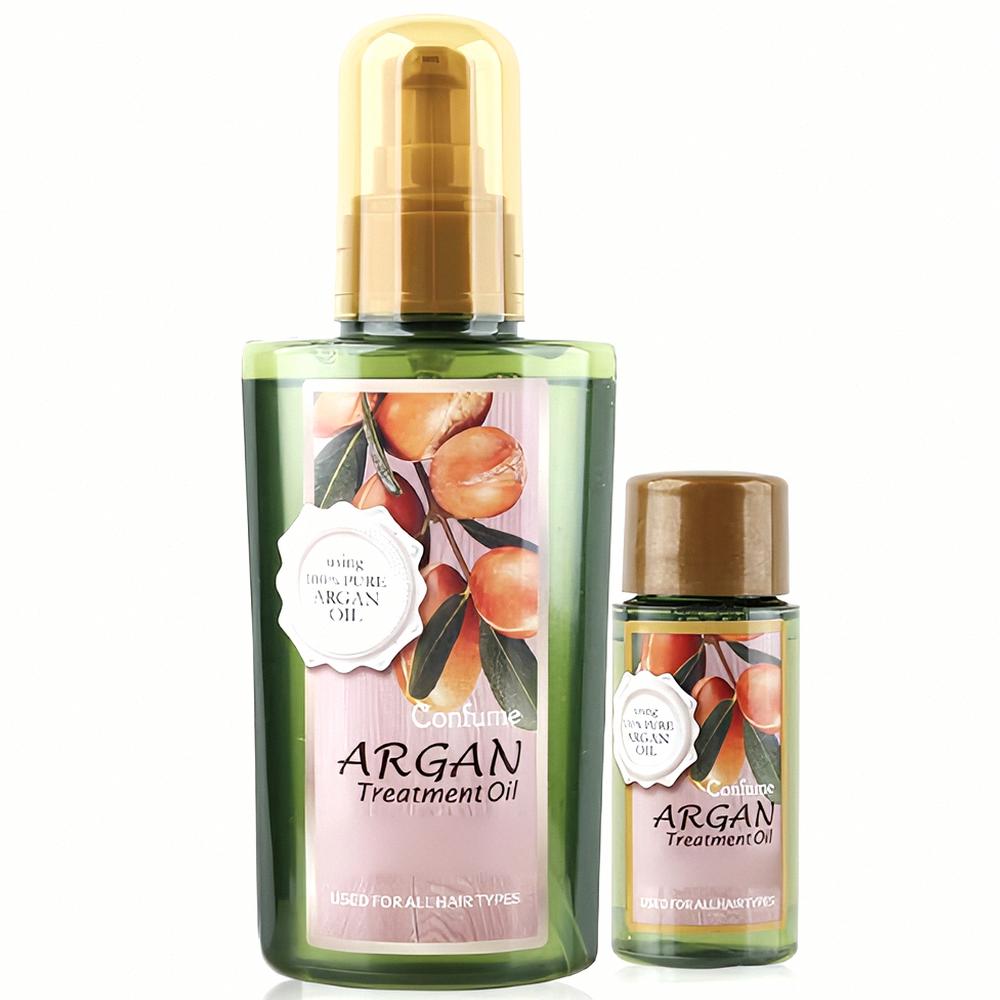 using
100% PURE
ARGAN
OIL
Confume
ARGAN
Treatment Oil
USED FOR ALL HAIR TYPES
using
100% PURE
ARGAN
OIL
Confume
ARGAN
Treatment Oil
USED FOR ALL HAIR TYPES